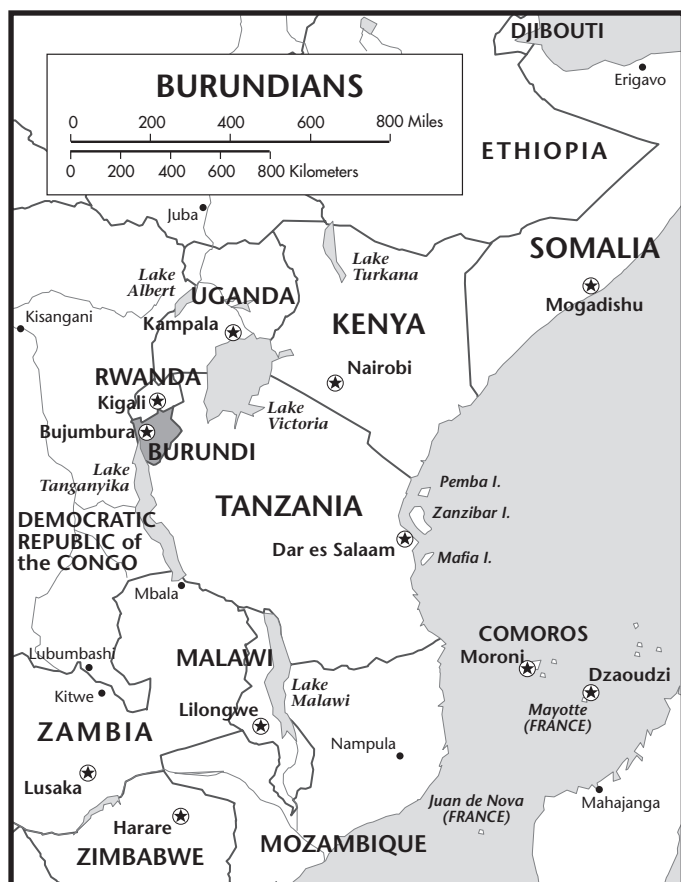 DJIBOUTI
Erigavo
BURUNDIANS
0 200 400 600 800 Miles
0 200 400 600 800 Kilometers
ETHIOPIA
Juba
SOMALIA
Lake
Turkana
Lake
Albert
UGANDA
Mogadishu
Kisangani
Kampala
KENYA
Nairobi
RWANDA
Kigali
Lake
Victoria
Bujumbura
BURUNDI
Lake
Tanganyika
Pemba I.
TANZANIA
Zanzibar I.
DEMOCRATIC
REPUBLIC of
the CONGO
Dar es Salaam
Mafia I.
Mbala
COMOROS
Moroni
Lubumbashi
MALAWI
Dzaoudzi
Kitwe
Lake
Malawi
Lilongwe
Mayotte
(FRANCE)
ZAMBIA
Nampula
Lusaka
Juan de Nova
(FRANCE)
Mahajanga
Harare
MOZAMBIQUE
ZIMBABWE